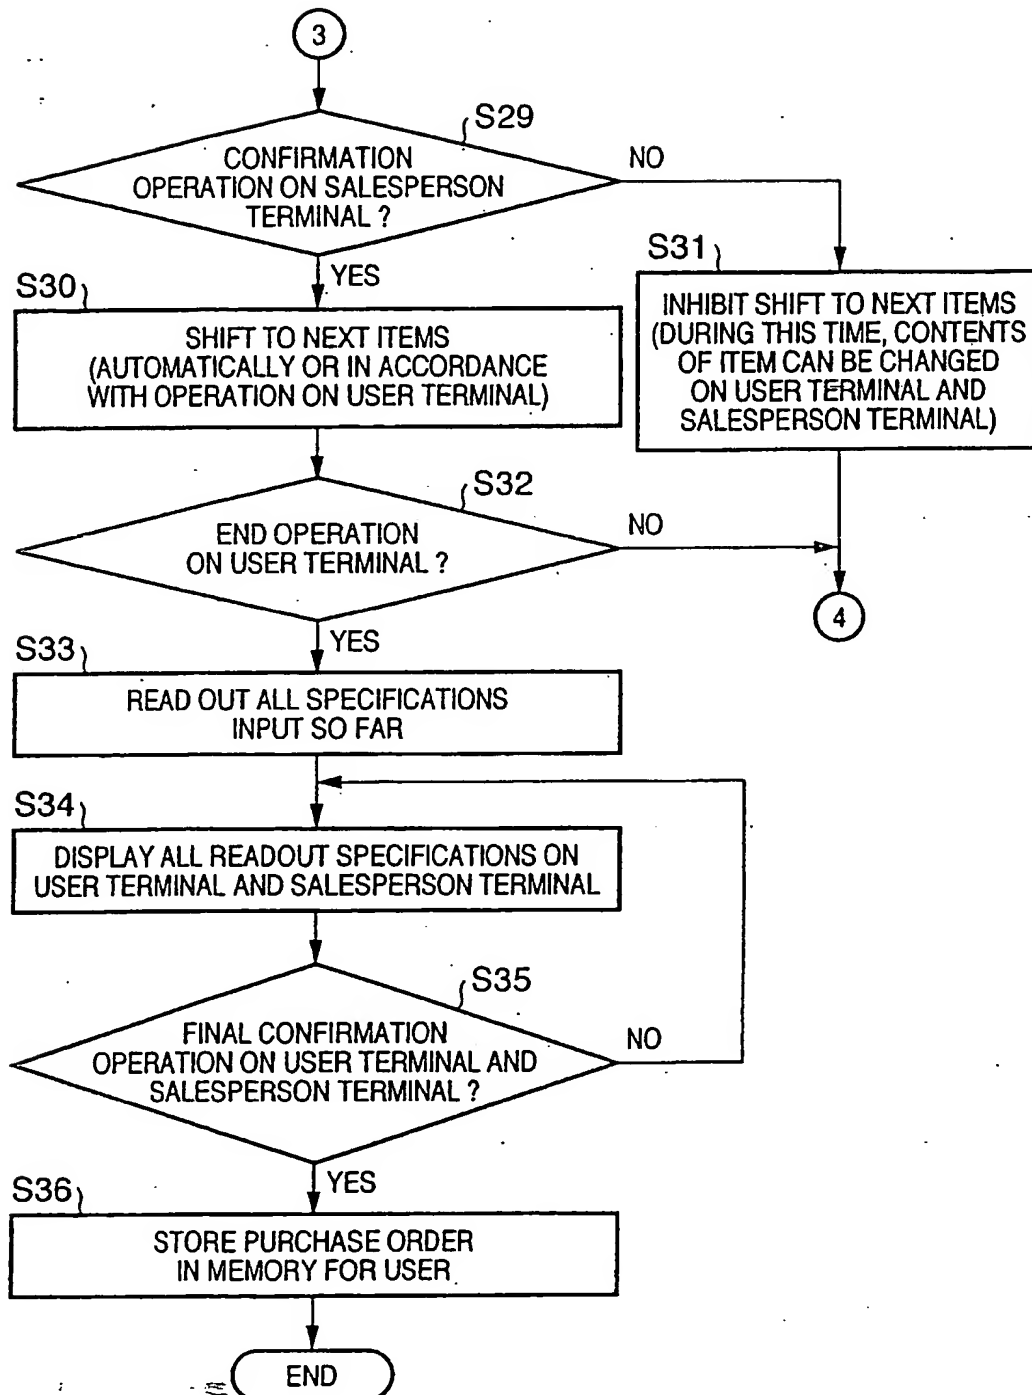 3
S29
CONFIRMATION
OPERATION ON SALESPERSON
TERMINAL ?
NO
YES
S30
SHIFT TO NEXT ITEMS
(AUTOMATICALLY OR IN ACCORDANCE
WITH OPERATION ON USER TERMINAL)
S31
INHIBIT SHIFT TO NEXT ITEMS
(DURING THIS TIME, CONTENTS
OF ITEM CAN BE CHANGED
ON USER TERMINAL AND
SALESPERSON TERMINAL)
S32
END OPERATION
ON USER TERMINAL ?
NO
4
YES
S33
READ OUT ALL SPECIFICATIONS
INPUT SO FAR
S34
DISPLAY ALL READOUT SPECIFICATIONS ON
USER TERMINAL AND SALESPERSON TERMINAL
S35
FINAL CONFIRMATION
OPERATION ON USER TERMINAL AND
SALESPERSON TERMINAL ?
NO
YES
S36
STORE PURCHASE ORDER
IN MEMORY FOR USER
END